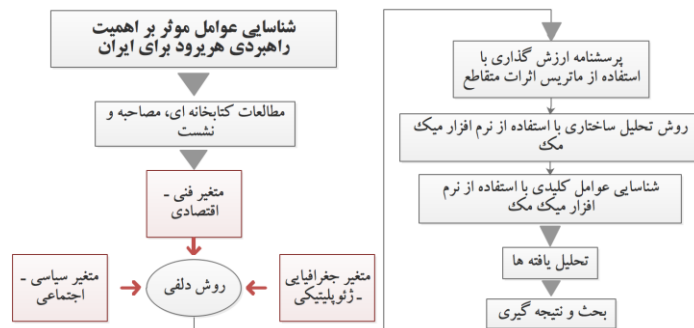 شناسایی عوامل موثر بر اهمیت
راهبردی هریرود برای ایران
مطالعات کتابخانه ای، مصاحبه و
نشست
متغیر فنی ـ
اقتصادی
متغیر جغرافیایی
ـ ژئوپلیتیکی
روش دلفی
متغیر سیاسی ـ
اجتماعی
پرسشنامه ارزش گذاری با
استفاده از ماتریس اثرات متقاطع
روش تحلیل ساختاری با استفاده از نرم افزار میک
مک
شناسایی عوامل کلیدی با استفاده از نرم
افزار میک مک
تحلیل یافته ها
بحث و نتیجه گیری